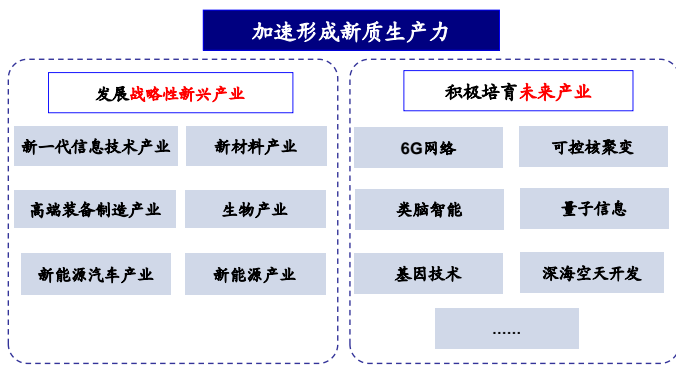 加速形成新质生产力
发展战略性新兴产业
新一代信息技术产业
新材料产业
高端装备制造产业
生物产业
新能源汽车产业
新能源产业
积极培育未来产业
6G网络
可控核聚变
类脑智能
量子信息
基因技术
深海空天开发
……